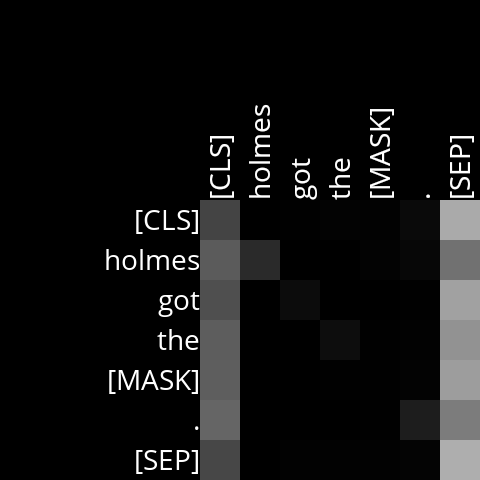 [CLS] holmes got the [MASK] . [SEP]
[CLS]
holmes
got
the
[MASK]
.
[SEP]